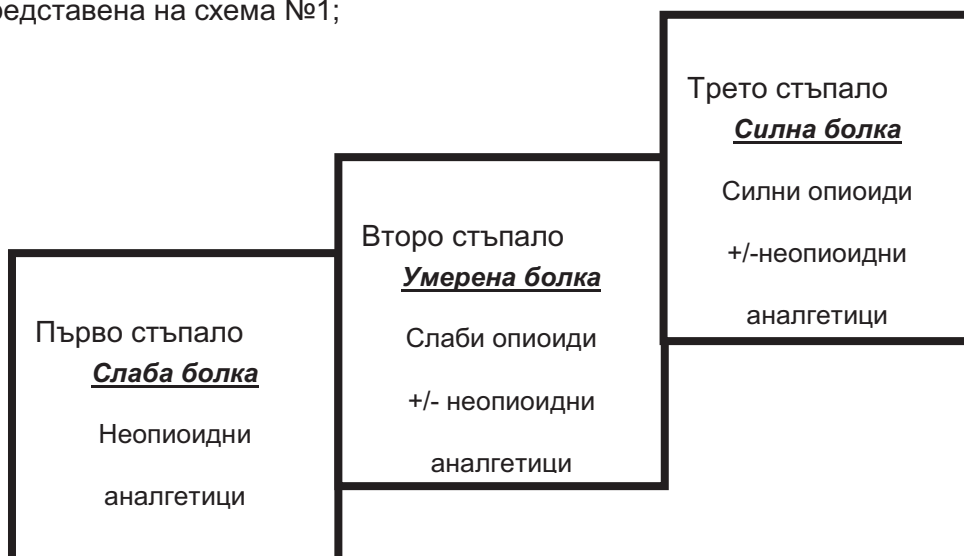 представена на схема №1;
Трето стъпало
Силна болка
Силни опиоиди
+/-неопиоидни
аналгетици
Второ стъпало
Умерена болка
Слаби опиоиди
+/- неопиоидни
аналгетици
Първо стъпало
Слаба болка
Неопиоидни
аналгетици